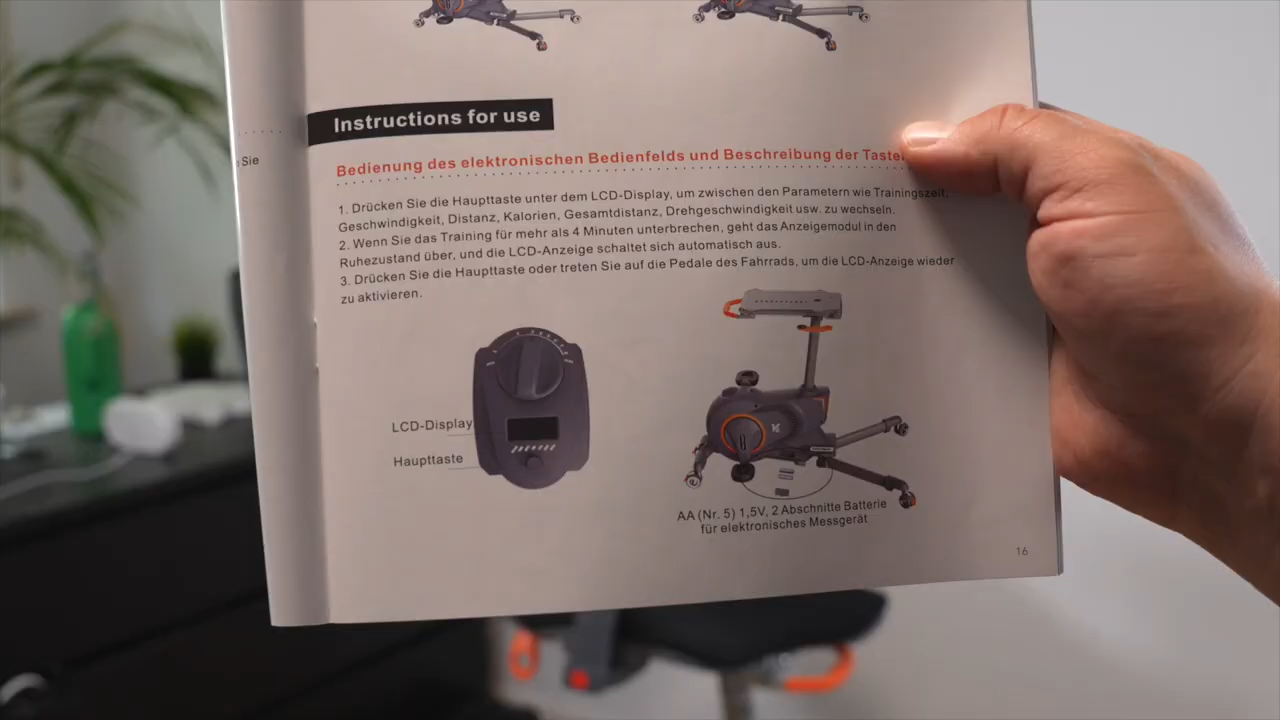 Sie
Instructions for use
Bedienung des elektronischen Bedienfelds und Beschreibung der Taster
1. Drücken Sie die Haupttaste unter dem LCD-Display, um zwischen den Parametern wie Trainingszeit,
Geschwindigkeit, Distanz, Kalorien, Gesamtdistanz, Drehgeschwindigkeit usw. zu wechseln.
2. Wenn Sie das Training für mehr als 4 Minuten unterbrechen, geht das Anzeigemodul in den
Ruhezustand über, und die LCD-Anzeige schaltet sich automatisch aus.
3. Drücken Sie die Haupttaste oder treten Sie auf die Pedale des Fahrrads, um die LCD-Anzeige wieder
zu aktivieren.
LCD-Display
Haupttaste
AA (Nr. 5) 1,5V, 2 Abschnitte Batterie
für elektronisches Messgerät
16